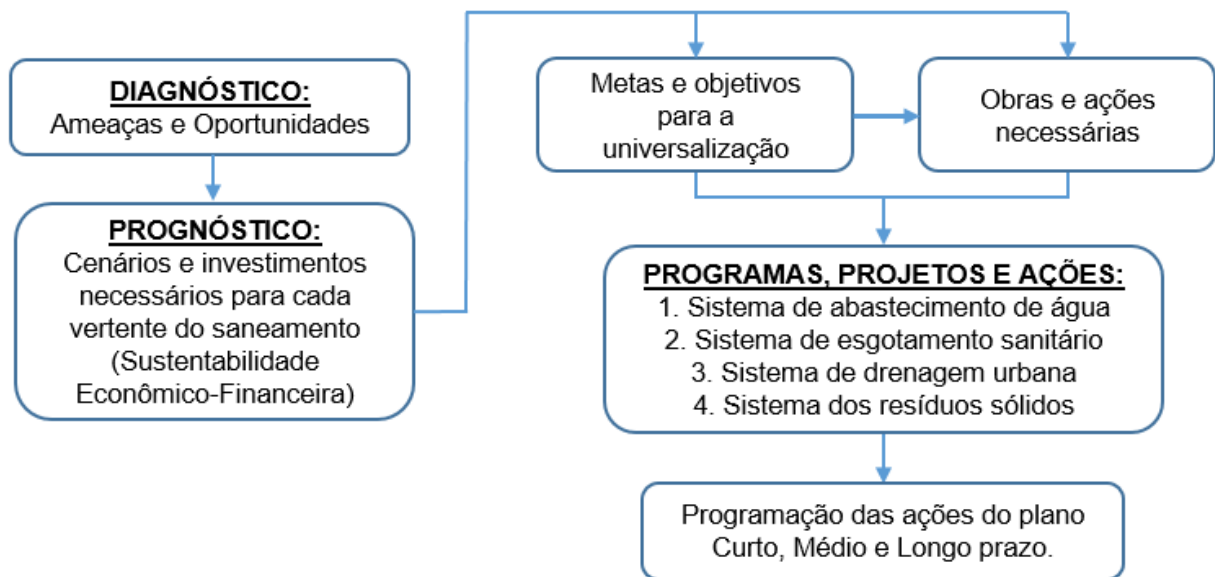 DIAGNÓSTICO:
Ameaças e Oportunidades
PROGNÓSTICO:
Cenários e investimentos
necessários para cada
vertente do saneamento
(Sustentabilidade
Econômico-Financeira)
Metas e objetivos
para a
universalização
Obras e ações
necessárias
PROGRAMAS, PROJETOS E AÇÕES:
1. Sistema de abastecimento de água
2. Sistema de esgotamento sanitário
3. Sistema de drenagem urbana
4. Sistema dos resíduos sólidos
Programação das ações do plano
Curto, Médio e Longo prazo.